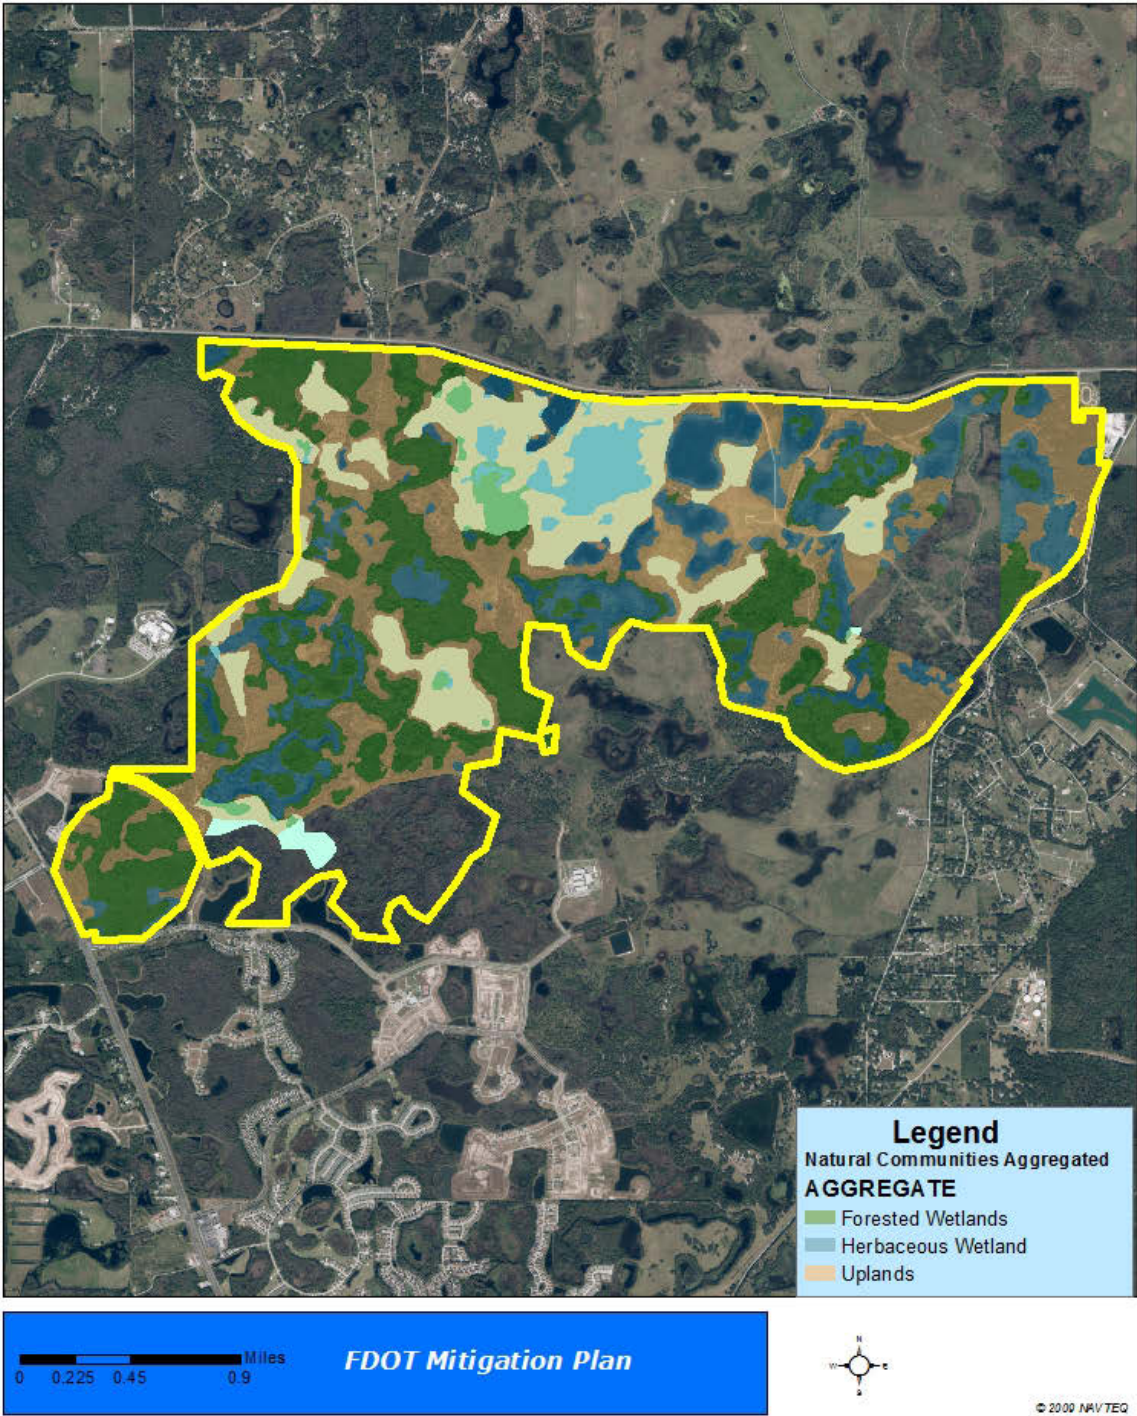 Legend
Natural Communities Aggregated
AGGREGATE
Forested Wetlands
Herbaceous Wetland
Uplands
Miles
0 0.225 0.45 0.9
FDOT Mitigation Plan
N
W E
S
© 2009 NAVTEQ